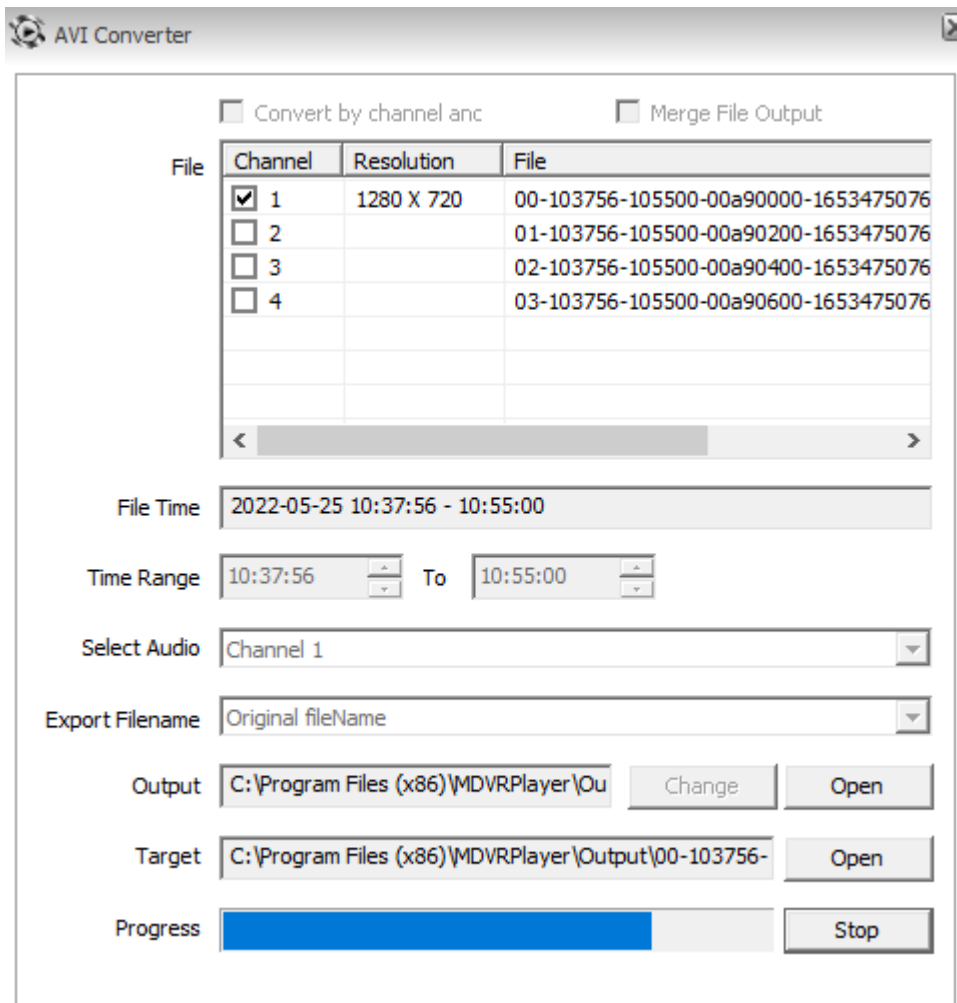 AVI Converter
Convert by channel anc Merge File Output
File Channel Resolution File
1 1280 X 720 00-103756-105500-00a90000-1653475076
2 01-103756-105500-00a90200-1653475076
3 02-103756-105500-00a90400-1653475076
4 03-103756-105500-00a90600-1653475076
File Time 2022-05-25 10:37:56 - 10:55:00
Time Range 10:37:56 To 10:55:00
Select Audio Channel 1
Export Filename Original fileName
Output C:\Program Files (x86)\MDVRPlayer\Ou Change Open
Target C:\Program Files (x86)\MDVRPlayer\Output\00-103756- Open
Progress Stop